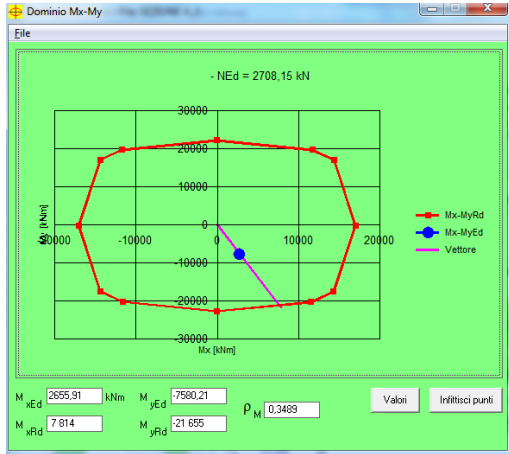 Dominio Mx-My
File
- NEd = 2708,15 kN
30000
20000
10000
0
-20000 -10000 0 10000 20000
-10000
-20000
-30000
My [kNm]
Mx [kNm]
Mx-MyRd
Mx-MyEd
Vettore
M xEd 2655,91 kNm M yEd -7580,21
ρ M 0,3489
Valori Infittisci punti
M xRd 7 814 M yRd -21 655